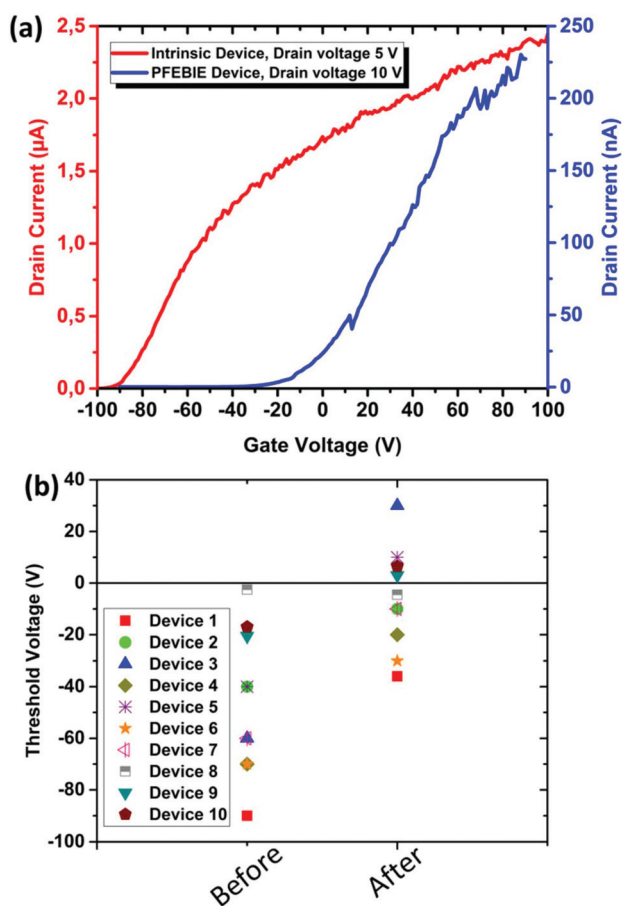 (a)
Intrinsic Device, Drain voltage 5 V
PFEBIE Device, Drain voltage 10 V
Drain Current (µA)
2,5
2,0
1,5
1,0
0,5
0,0
Drain Current (nA)
250
200
150
100
50
0
-100 -80 -60 -40 -20 0 20 40 60 80 100
Gate Voltage (V)
(b)
Threshold Voltage (V)
40
20
0
-20
-40
-60
-80
-100
Device 1
Device 2
Device 3
Device 4
Device 5
Device 6
Device 7
Device 8
Device 9
Device 10
Before
After